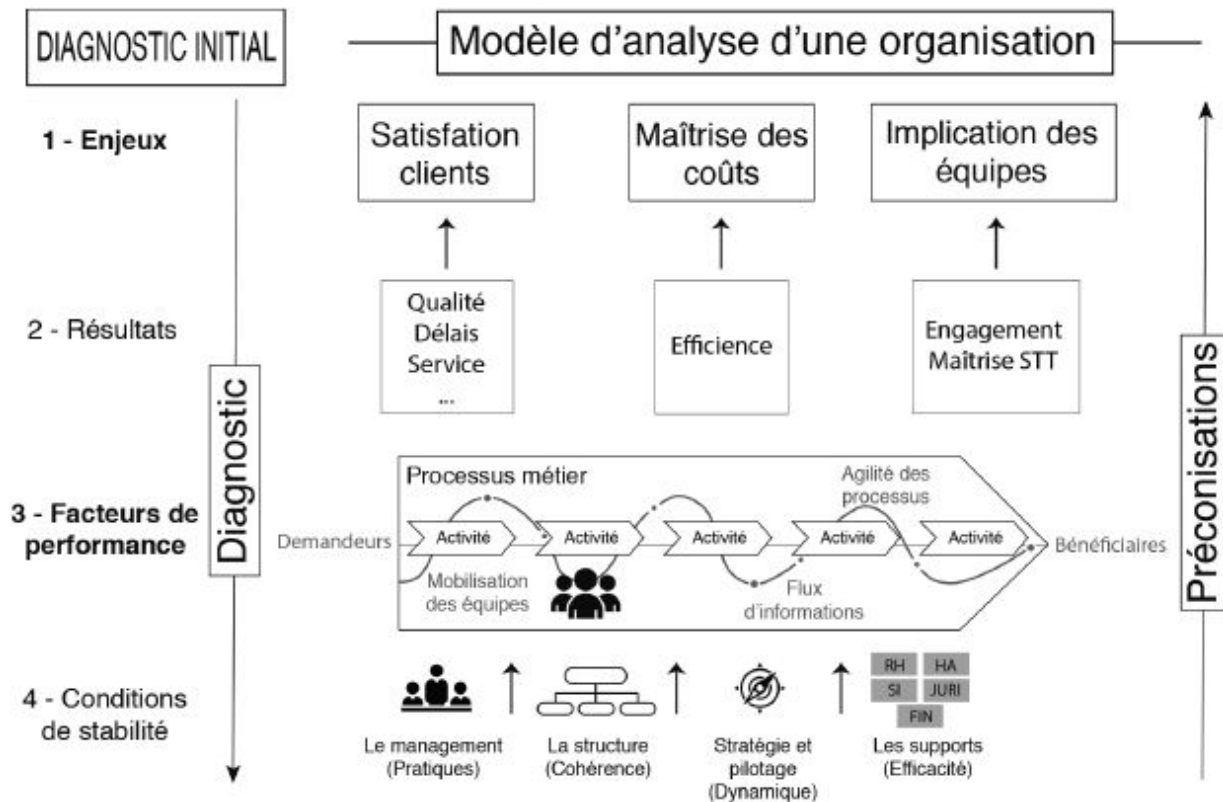 DIAGNOSTIC INITIAL
Modèle d'analyse d'une organisation
1 - Enjeux
Satisfation
clients
Maîtrise des
coûts
Implication des
équipes
2 - Résultats
Qualité
Délais
Service
...
Efficience
Engagement
Maîtrise STT
Diagnostic
Préconisations
3 - Facteurs de
performance
Processus métier
Agilité des
processus
Demandeurs
Activité
Activité
Activité
Activité
Activité
Bénéficiaires
Mobilisation
des équipes
Flux
d'informations
4 - Conditions
de stabilité
RH
HA
SI
JURI
FIN
Le management
(Pratiques)
La structure
(Cohérence)
Stratégie et
pilotage
(Dynamique)
Les supports
(Efficacité)